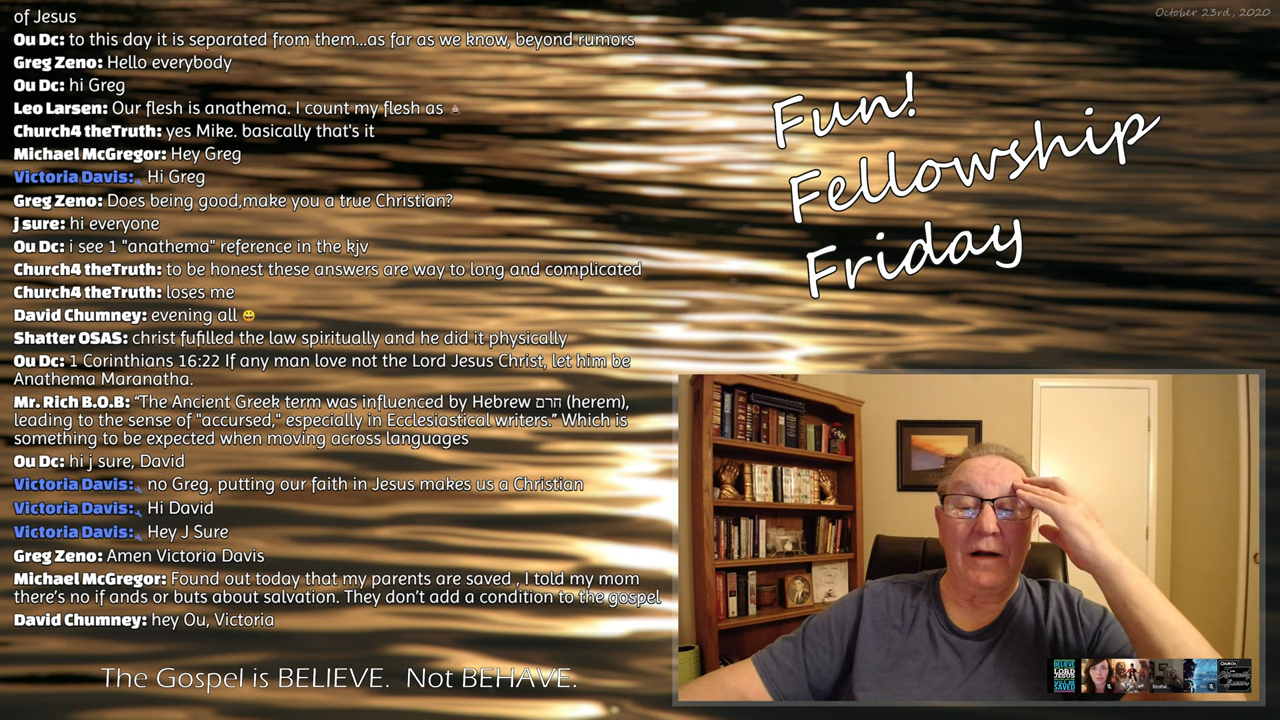 of Jesus
Ou Dc: to this day it is separated from them...as far as we know, beyond rumors
Greg Zeno: Hello everybody
Ou Dc: hi Greg
Leo Larsen: Our flesh is anathema. I count my flesh as 💩
Church4 theTruth: yes Mike. basically that's it
Michael McGregor: Hey Greg
Victoria Davis: Hi Greg
Greg Zeno: Does being good,make you a true Christian?
j sure: hi everyone
Ou Dc: i see 1 "anathema" reference in the kjv
Church4 theTruth: to be honest these answers are way to long and complicated
Church4 theTruth: loses me
David Chumney: evening all 😀
Shatter OSAS: christ fufilled the law spiritually and he did it physically
Ou Dc: 1 Corinthians 16:22 If any man love not the Lord Jesus Christ, let him be
Anathema Maranatha.
Mr. Rich B.O.B: “The Ancient Greek term was influenced by Hebrew חרם (herem),
leading to the sense of "accursed," especially in Ecclesiastical writers.” Which is
something to be expected when moving across languages
Ou Dc: hi j sure, David
Victoria Davis: no Greg, putting our faith in Jesus makes us a Christian
Victoria Davis: Hi David
Victoria Davis: Hey J Sure
Greg Zeno: Amen Victoria Davis
Michael McGregor: Found out today that my parents are saved , I told my mom
there’s no if ands or buts about salvation. They don’t add a condition to the gospel
David Chumney: hey Ou, Victoria
The Gospel is BELIEVE. Not BEHAVE.
October 23rd, 2020
Fun!
Fellowship
Friday
BELIEVE
LORD
SAVED
CHURCH